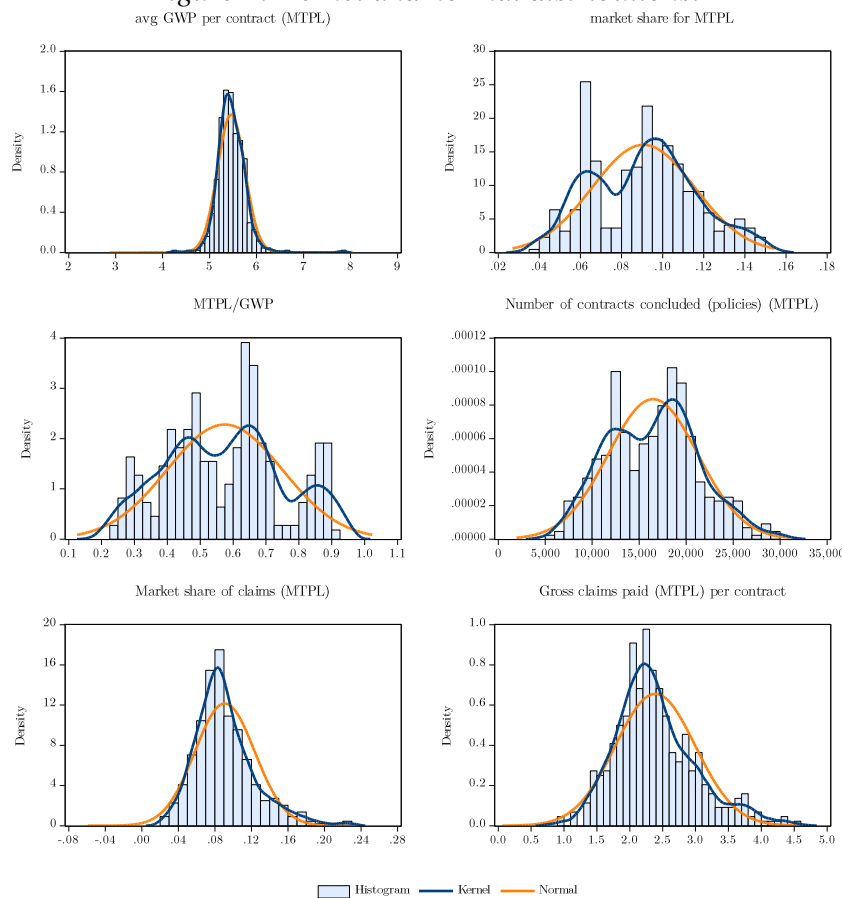 avg GWP per contract (MTPL)
2.0
1.6
1.2
0.8
0.4
0.0
Density
2 3 4 5 6 7 8 9
market share for MTPL
30
25
20
15
10
5
0
Density
.02 .04 .06 .08 .10 .12 .14 .16 .18
MTPL/GWP
4
3
2
1
0
Density
0.1 0.2 0.3 0.4 0.5 0.6 0.7 0.8 0.9 1.0 1.1
Number of contracts concluded (policies) (MTPL)
.00012
.00010
.00008
.00006
.00004
.00002
.00000
Density
0 5,000 10,000 15,000 20,000 25,000 30,000 35,00
Market share of claims (MTPL)
20
16
12
8
4
0
Density
-.08 -.04 .00 .04 .08 .12 .16 .20 .24 .28
Gross claims paid (MTPL) per contract
1.0
0.8
0.6
0.4
0.2
0.0
Density
0.0 0.5 1.0 1.5 2.0 2.5 3.0 3.5 4.0 4.5 5.0
Histogram Kernel Normal